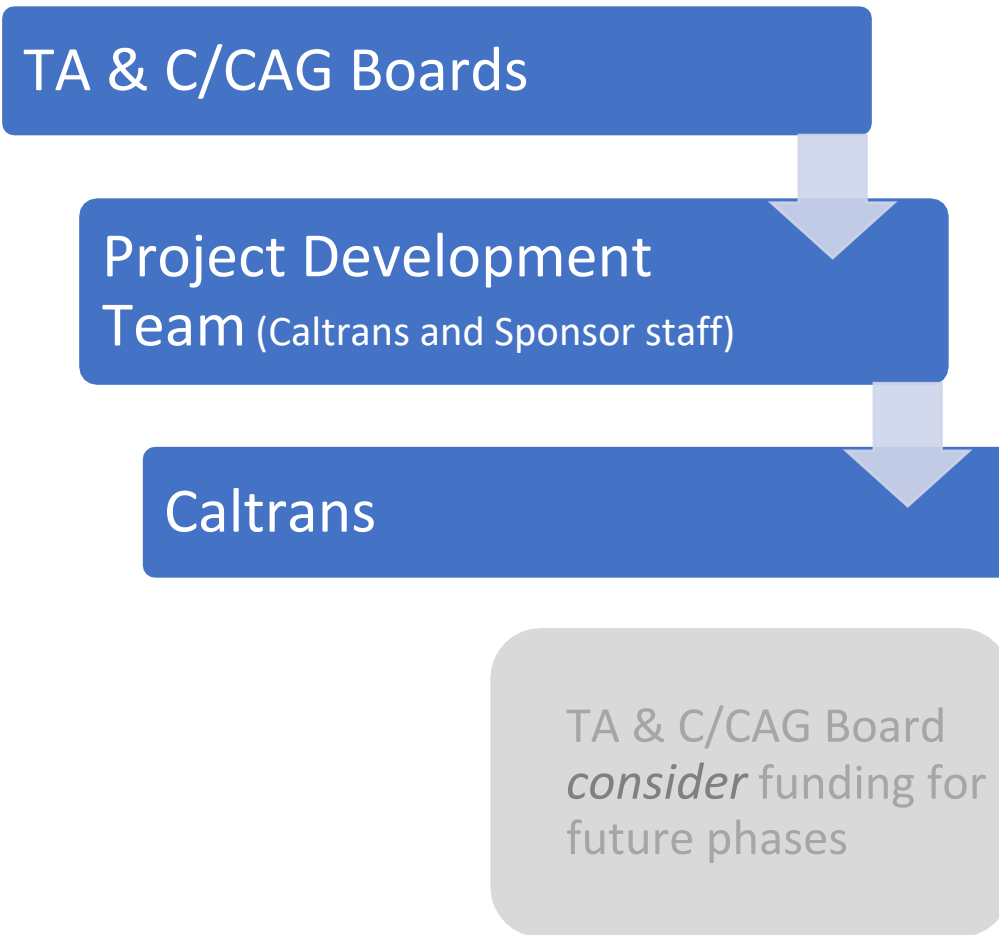 TA & C/CAG Boards
Project Development
Team (Caltrans and Sponsor staff)
Caltrans
TA & C/CAG Board
consider funding for
future phases